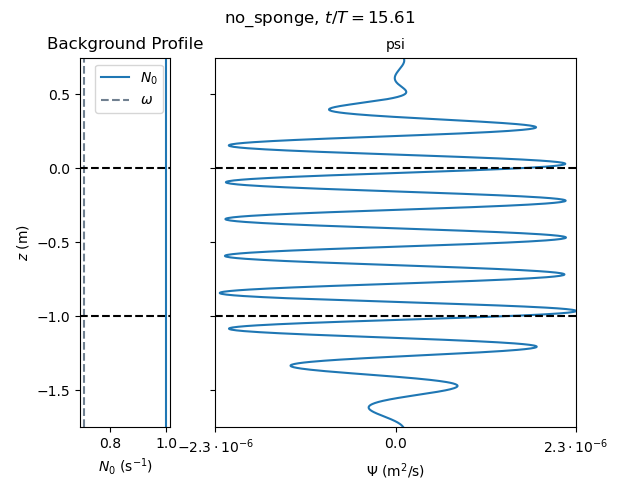 no_sponge, t/T = 15.61
Background Profile
psi
N₀
ω
0.5
0.0
−0.5
−1.0
−1.5
z (m)
0.8
1.0
−2.3 · 10⁻⁶
0.0
2.3 · 10⁻⁶
N₀ (s⁻¹)
Ψ (m²/s)